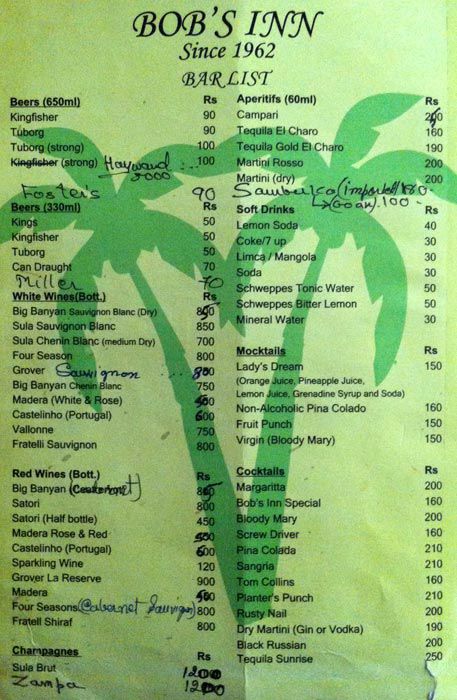 BOB'S INN
Since 1962
BAR LIST
Beers (650ml) Rs
Kingfisher 90
Tuborg 90
Tuborg (strong) 100
Kingfisher (strong) Hayward 2000 100
Foster's 90
Beers (330ml) Rs
Kings 50
Kingfisher 50
Tuborg 50
Can Draught 70
Miller 70
White Wines(Bott.) Rs
Big Banyan Sauvignon Blanc (Dry)
Sula Sauvignon Blanc 850
Sula Chenin Blanc (medium Dry) 700
Four Season 800
Grover Sauvignon
Big Banyan Chenin Blanc 750
Madera (White & Rose)
Castelinho (Portugal) 600
Vallonne 750
Fratelli Sauvignon 800
Red Wines (Bott.) Rs
Big Banyan
Satori 800
Satori (Half bottle) 450
Madera Rose & Red
Castelinho (Portugal) 600
Sparkling Wine 120
Grover La Reserve 900
Madera
Four Seasons (Cabernet Sauvignon) 800
Fratell Shiraf 800
Champagnes Rs
Sula Brut 1200
Zampa 1200
Aperitifs (60ml) Rs
Campari
Tequila El Charo 160
Tequila Gold El Charo 190
Martini Rosso 200
Martini (dry) 200
Sambuka (imported) 180-
(Goan) 100-
Soft Drinks Rs
Lemon Soda 40
Coke/7 up 30
Limca / Mangola 30
Soda 30
Schweppes Tonic Water 50
Schweppes Bitter Lemon 50
Mineral Water 30
Mocktails Rs
Lady's Dream 150
(Orange Juice, Pineapple Juice,
Lemon Juice, Grenadine Syrup and Soda)
Non-Alcoholic Pina Colado 160
Fruit Punch 150
Virgin (Bloody Mary) 150
Cocktails Rs
Margaritta 200
Bob's Inn Special 160
Bloody Mary 200
Screw Driver 160
Pina Colada 210
Sangria 210
Tom Collins 160
Planter's Punch 210
Rusty Nail 200
Dry Martini (Gin or Vodka) 190
Black Russian 200
Tequila Sunrise 250